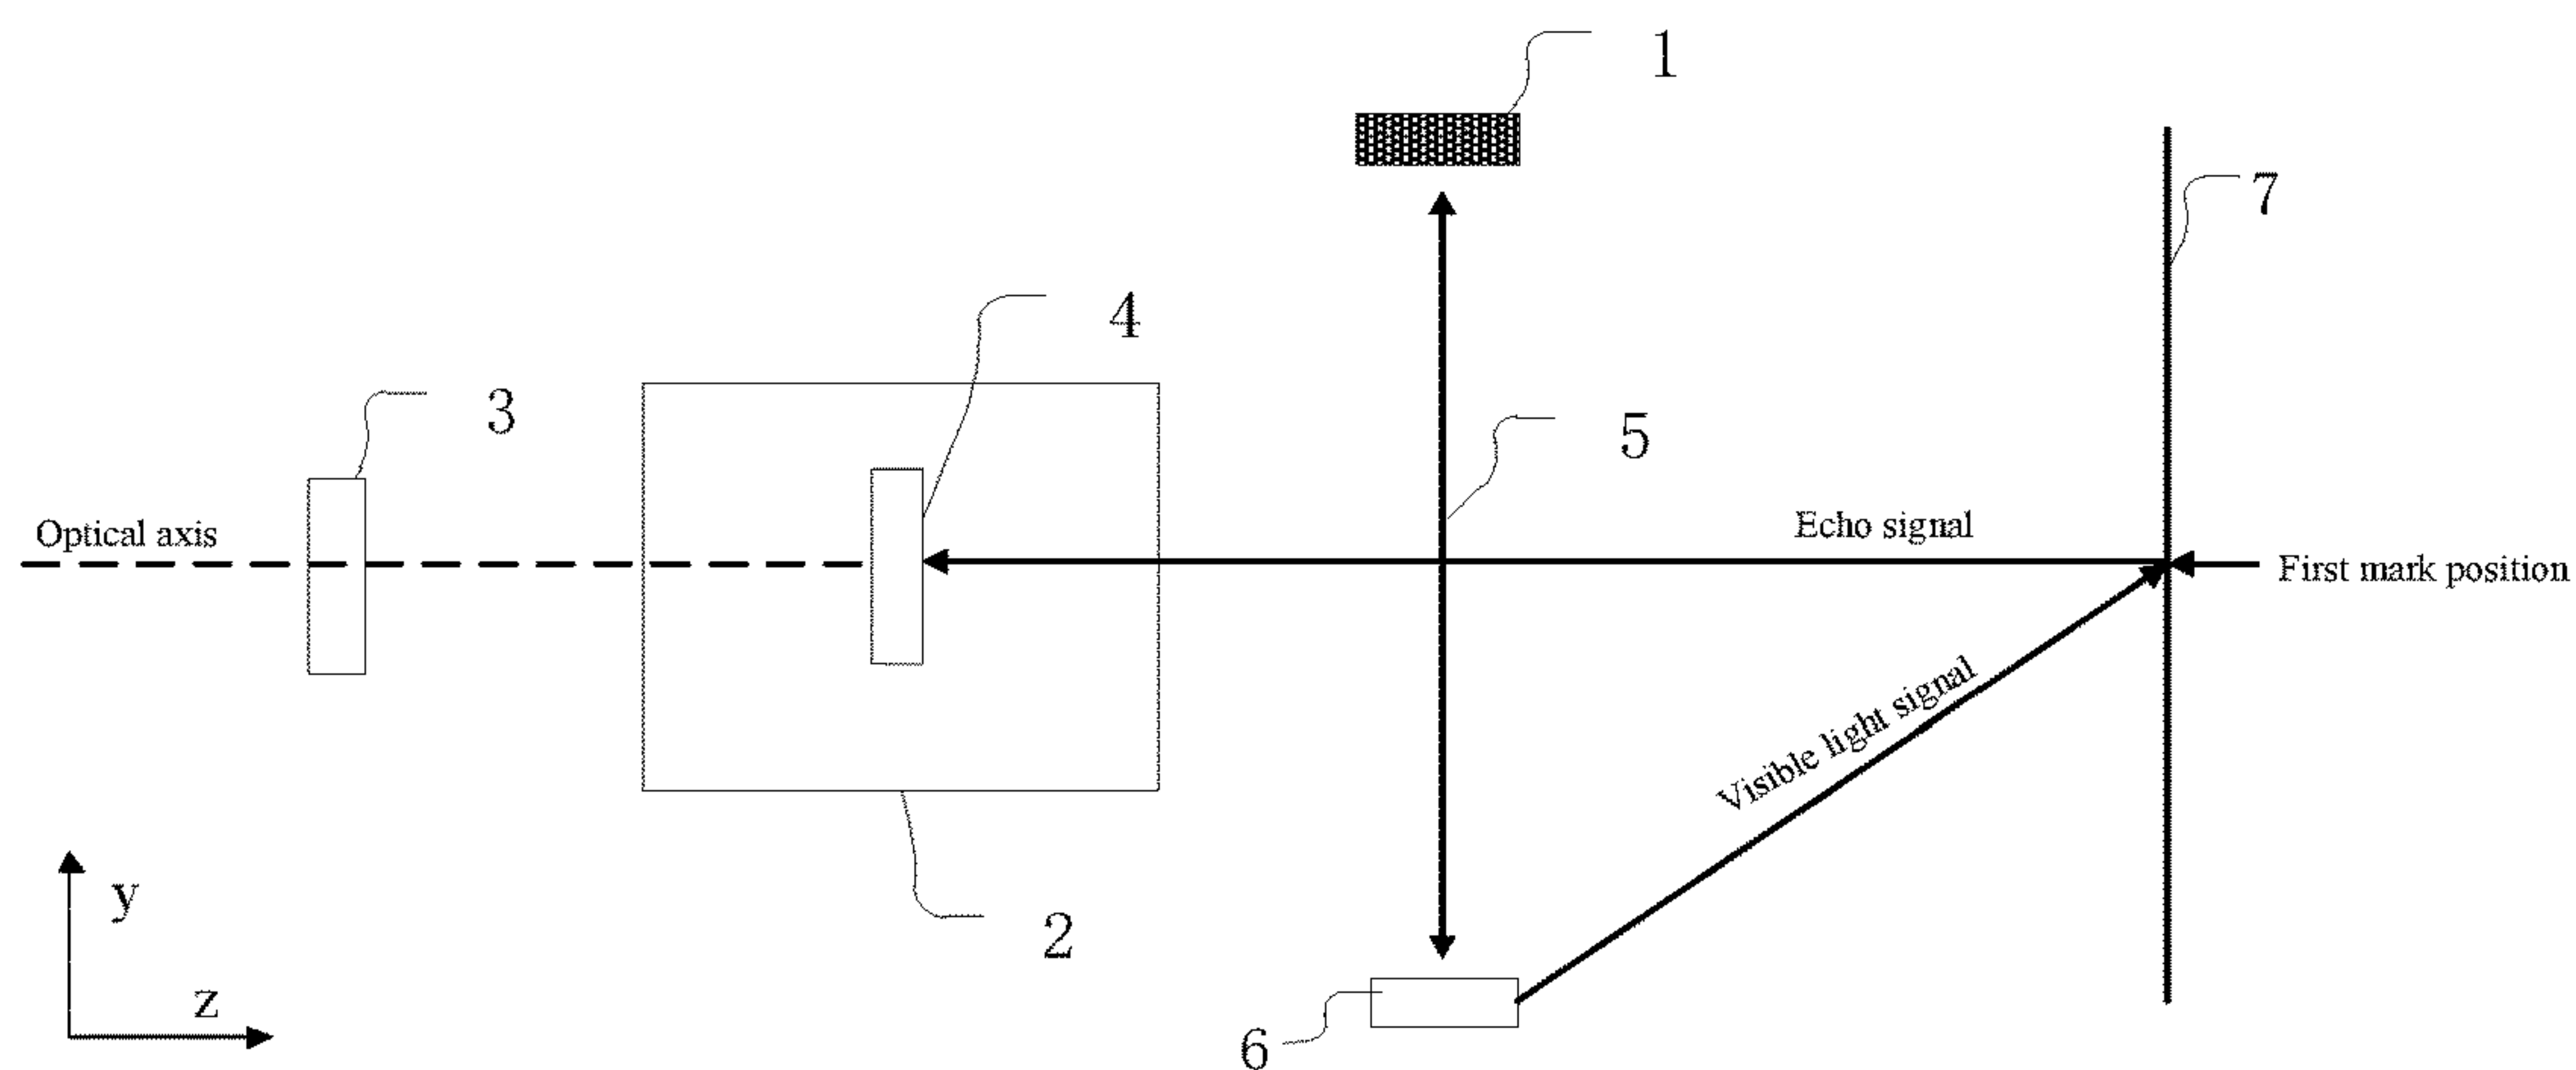 1
7
4
3
5
Optical axis
Echo signal
First mark position
Visible light signal
y
2
z
6